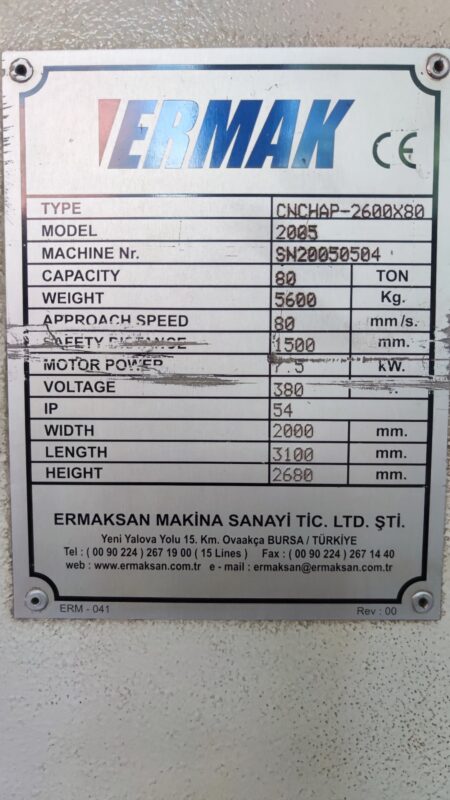 ERMAK CE
TYPE CNCHAP-2600X80
MODEL 2005
MACHINE Nr. SN20050504
CAPACITY 80 TON
WEIGHT 5600 Kg.
APPROACH SPEED 80 mm/s.
SAFETY DISTANCE 1500 mm.
MOTOR POWER 7.5 kW.
VOLTAGE 380
IP 54
WIDTH 2000 mm.
LENGTH 3100 mm.
HEIGHT 2680 mm.
ERMAKSAN MAKİNA SANAYİ TİC. LTD. ŞTİ.
Yeni Yalova Yolu 15. Km. Ovaakça BURSA / TÜRKİYE
Tel : ( 00 90 224 ) 267 19 00 ( 15 Lines ) Fax : ( 00 90 224 ) 267 14 40
web : www.ermaksan.com.tr e - mail : ermaksan@ermaksan.com.tr
ERM - 041 Rev : 00